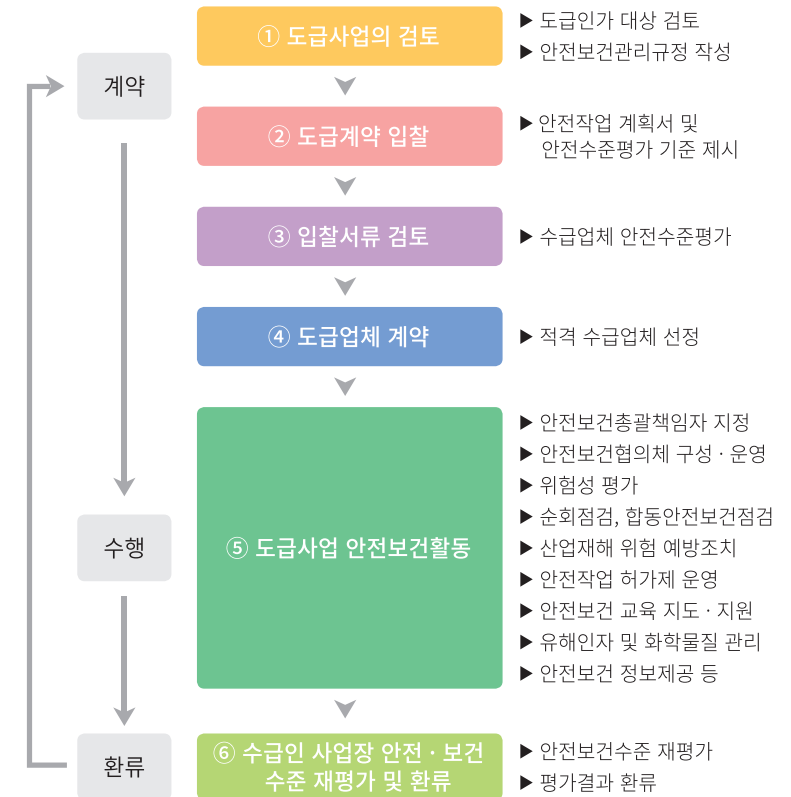 계약
수행
환류
① 도급사업의 검토
▶ 도급인가 대상 검토
▶ 안전보건관리규정 작성
② 도급계약 입찰
▶ 안전작업 계획서 및
안전수준평가 기준 제시
③ 입찰서류 검토
▶ 수급업체 안전수준평가
④ 도급업체 계약
▶ 적격 수급업체 선정
⑤ 도급사업 안전보건활동
▶ 안전보건총괄책임자 지정
▶ 안전보건협의체 구성 · 운영
▶ 위험성 평가
▶ 순회점검, 합동안전보건점검
▶ 산업재해 위험 예방조치
▶ 안전작업 허가제 운영
▶ 안전보건 교육 지도 · 지원
▶ 유해인자 및 화학물질 관리
▶ 안전보건 정보제공 등
⑥ 수급인 사업장 안전 · 보건
수준 재평가 및 환류
▶ 안전보건수준 재평가
▶ 평가결과 환류